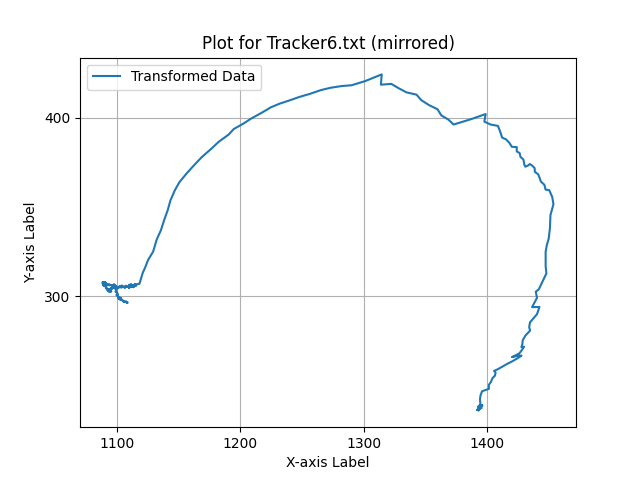 Plot for Tracker6.txt (mirrored)
Transformed Data
400
300
Y-axis Label
1100 1200 1300 1400
X-axis Label